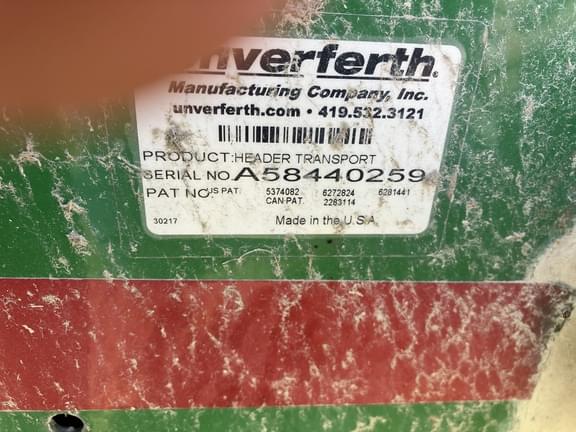 unverferth®
Manufacturing Company, Inc.
unverferth.com • 419.532.3121
PRODUCT:HEADER TRANSPORT
SERIAL NO A58440259
PAT NO. US PAT. 5374082 6272824 6281441
CAN-PAT. 2283114
30217 Made in the U.S.A.